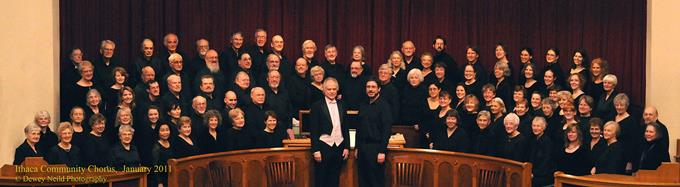 Ithaca Community Chorus, January 2011
© Dewey Neild Photography